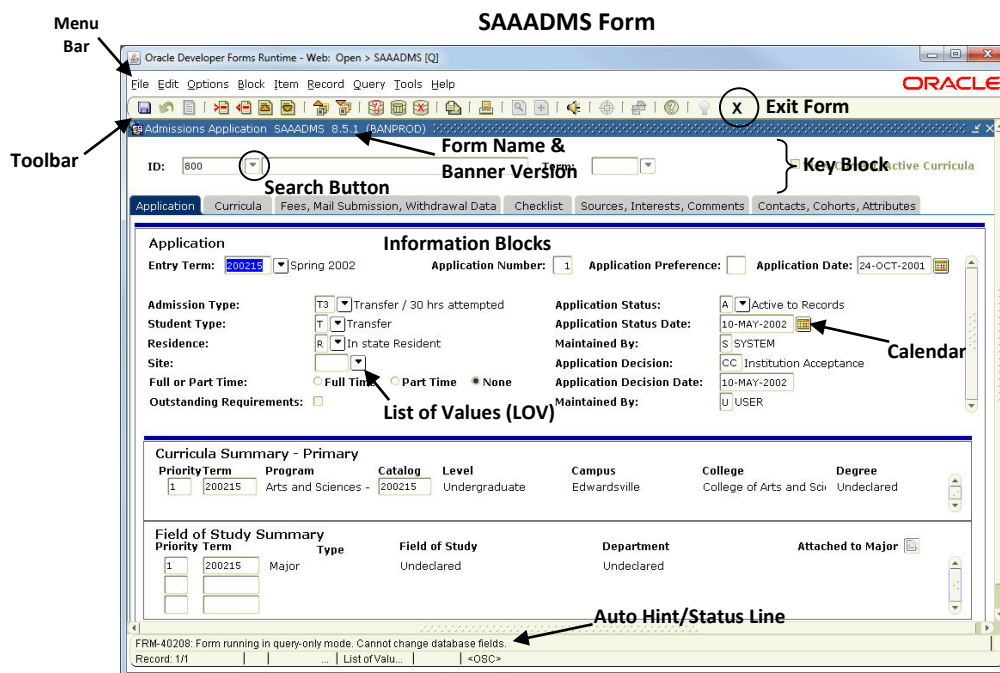 SAAADMS Form
Menu
Bar
Oracle Developer Forms Runtime - Web: Open > SAAADMS [Q]
File Edit Options Block Item Record Query Tools Help
ORACLE
X Exit Form
Toolbar
Admissions Application SAAADMS 8.5.1 (BANPROD)
Form Name &
Banner Version
ID: 800
Term:
Key Block
Active Curricula
Search Button
Application Curricula Fees, Mail Submission, Withdrawal Data Checklist Sources, Interests, Comments Contacts, Cohorts, Attributes
Application
Information Blocks
Entry Term: 200215 Spring 2002 Application Number: 1 Application Preference: Application Date: 24-OCT-2001
Admission Type: T3 Transfer / 30 hrs attempted Application Status: A Active to Records
Student Type: T Transfer Application Status Date: 10-MAY-2002
Residence: R In state Resident Maintained By: S SYSTEM
Calendar
Site: Application Decision: CC Institution Acceptance
Full or Part Time: Full Time Part Time None Application Decision Date: 10-MAY-2002
Outstanding Requirements: Maintained By: U USER
List of Values (LOV)
Curricula Summary - Primary
Priority Term Program Catalog Level Campus College Degree
1 200215 Arts and Sciences - 200215 Undergraduate Edwardsville College of Arts and Sci Undeclared
Field of Study Summary
Priority Term Type Field of Study Department Attached to Major
1 200215 Major Undeclared Undeclared
Auto Hint/Status Line
FRM-40208: Form running in query-only mode. Cannot change database fields.
Record: 1/1 ... List of Valu... <OSC>